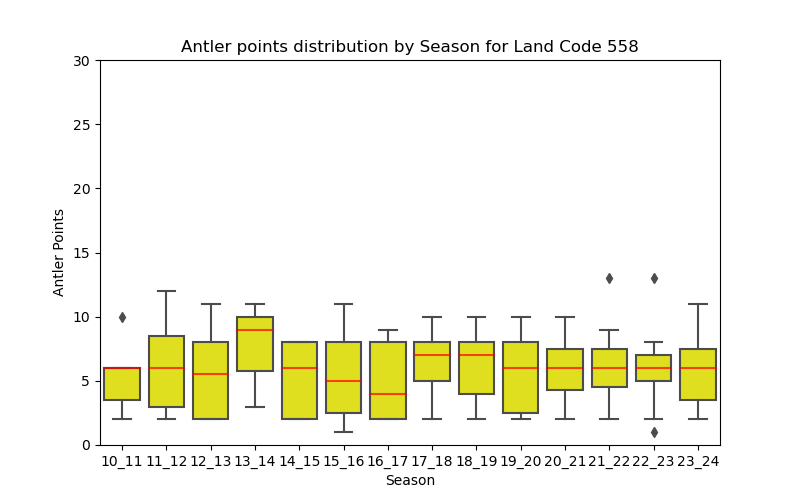 Antler points distribution by Season for Land Code 558
30
25
20
15
10
5
0
Antler Points
10_11 11_12 12_13 13_14 14_15 15_16 16_17 17_18 18_19 19_20 20_21 21_22 22_23 23_24
Season